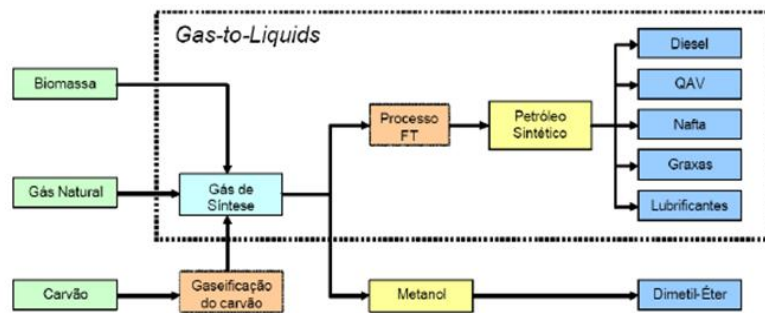 Gas-to-Liquids
Diesel
Biomassa
QAV
Processo
FT
Petróleo
Sintético
Nafta
Gás Natural
Gás de
Síntese
Graxas
Lubrificantes
Carvão
Gaseificação
do carvão
Metanol
Dimetil-Éter